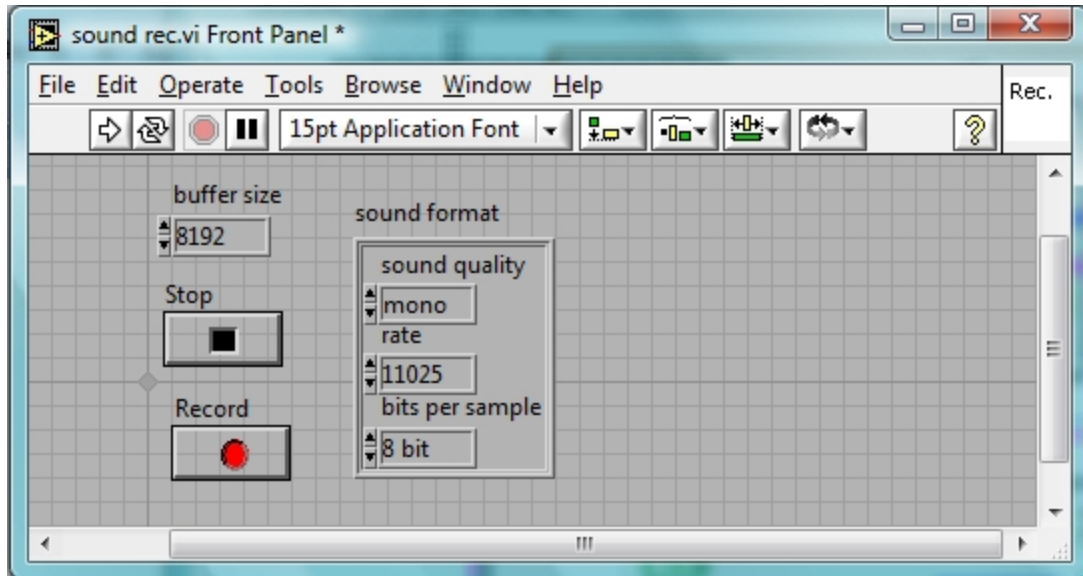 sound rec.vi Front Panel *
File Edit Operate Tools Browse Window Help
Rec.
15pt Application Font
buffer size
8192
Stop
Record
sound format
sound quality
mono
rate
11025
bits per sample
8 bit